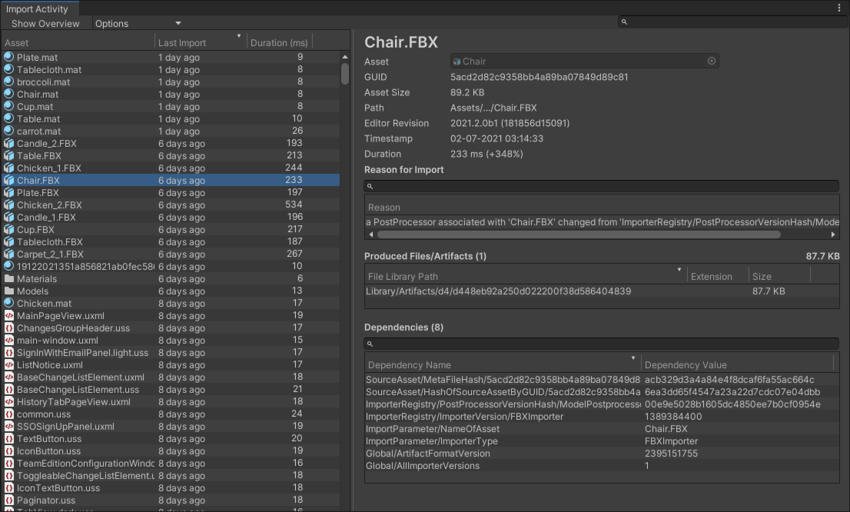 Import Activity
Show Overview Options
Asset Last Import Duration (ms)
Plate.mat 1 day ago 9
Tablecloth.mat 1 day ago 8
broccoli.mat 1 day ago 8
Chair.mat 1 day ago 8
Cup.mat 1 day ago 8
Table.mat 1 day ago 10
carrot.mat 1 day ago 26
Candle_2.FBX 6 days ago 193
Table.FBX 6 days ago 213
Chicken_1.FBX 6 days ago 244
Chair.FBX 6 days ago 233
Plate.FBX 6 days ago 197
Chicken_2.FBX 6 days ago 534
Candle_1.FBX 6 days ago 196
Cup.FBX 6 days ago 217
Tablecloth.FBX 6 days ago 187
Carpet_2_1.FBX 6 days ago 267
19122021351a856821ab0fec58 6 days ago 10
Materials 6 days ago 6
Models 6 days ago 13
Chicken.mat 8 days ago 17
MainPageView.uxml 8 days ago 19
ChangesGroupHeader.uss 8 days ago 17
main-window.uxml 8 days ago 15
SignInWithEmailPanel.light.uss 8 days ago 17
ListNotice.uxml 8 days ago 17
BaseChangeListElement.uxml 8 days ago 18
BaseChangeListElement.uss 8 days ago 21
HistoryTabPageView.uxml 8 days ago 18
common.uss 8 days ago 24
SSOSignUpPanel.uxml 8 days ago 19
TextButton.uss 8 days ago 20
IconButton.uss 8 days ago 19
TeamEditionConfigurationWindo 8 days ago 16
ToggleableChangeListElement.u 8 days ago 18
IconTextButton.uss 8 days ago 18
Paginator.uss 8 days ago 18
Chair.FBX
Asset Chair
GUID 5acd2d82c9358bb4a89ba07849d89c81
Asset Size 89.2 KB
Path Assets/.../Chair.FBX
Editor Revision 2021.2.0b1 (181856d15091)
Timestamp 02-07-2021 03:14:33
Duration 233 ms (+348%)
Reason for Import
Reason
a PostProcessor associated with 'Chair.FBX' changed from 'ImporterRegistry/PostProcessorVersionHash/Mode
Produced Files/Artifacts (1) 87.7 KB
File Library Path Extension Size
Library/Artifacts/d4/d448eb92a250d022200f38d586404839 87.7 KB
Dependencies (8)
Dependency Name Dependency Value
SourceAsset/MetaFileHash/5acd2d82c9358bb4a89ba07849d8 acb329d3a4a84e4f8dcaf6fa55ac664c
SourceAsset/HashOfSourceAssetByGUID/5acd2d82c9358bb4a 6ea3dd65f4547a23a22d7cdc07e04dbb
ImporterRegistry/PostProcessorVersionHash/ModelPostprocess 00e9e5028b1605dc4850ee7b0cf0954e
ImporterRegistry/ImporterVersion/FBXImporter 1389384400
ImportParameter/NameOfAsset Chair.FBX
ImportParameter/ImporterType FBXImporter
Global/ArtifactFormatVersion 2395151755
Global/AllImporterVersions 1